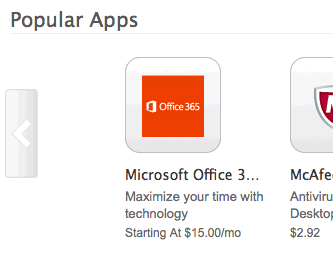 Popular Apps
Office 365
Microsoft Office 3...
Maximize your time with
technology
Starting At $15.00/mo
McAfe
Antiviru
Desktop
$2.92